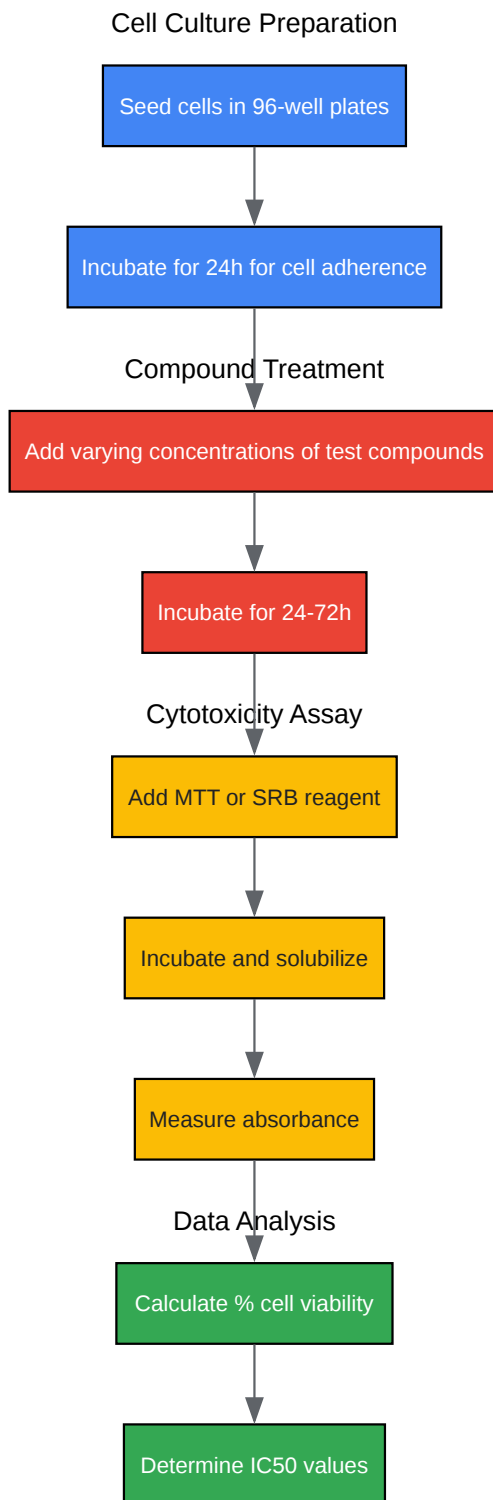 Cell Culture Preparation
Seed cells in 96-well plates
Incubate for 24h for cell adherence
Compound Treatment
Add varying concentrations of test compounds
Incubate for 24-72h
Cytotoxicity Assay
Add MTT or SRB reagent
Incubate and solubilize
Measure absorbance
Data Analysis
Calculate % cell viability
Determine IC50 values